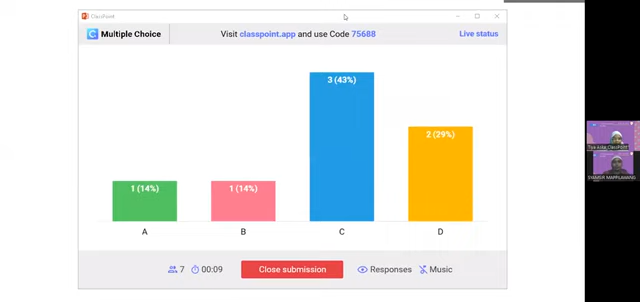 ClassPoint
Multiple Choice
Visit classpoint.app and use Code 75688
Live status
3 (43%)
2 (29%)
1 (14%)
1 (14%)
A
B
C
D
7
00:09
Close submission
Responses
Music